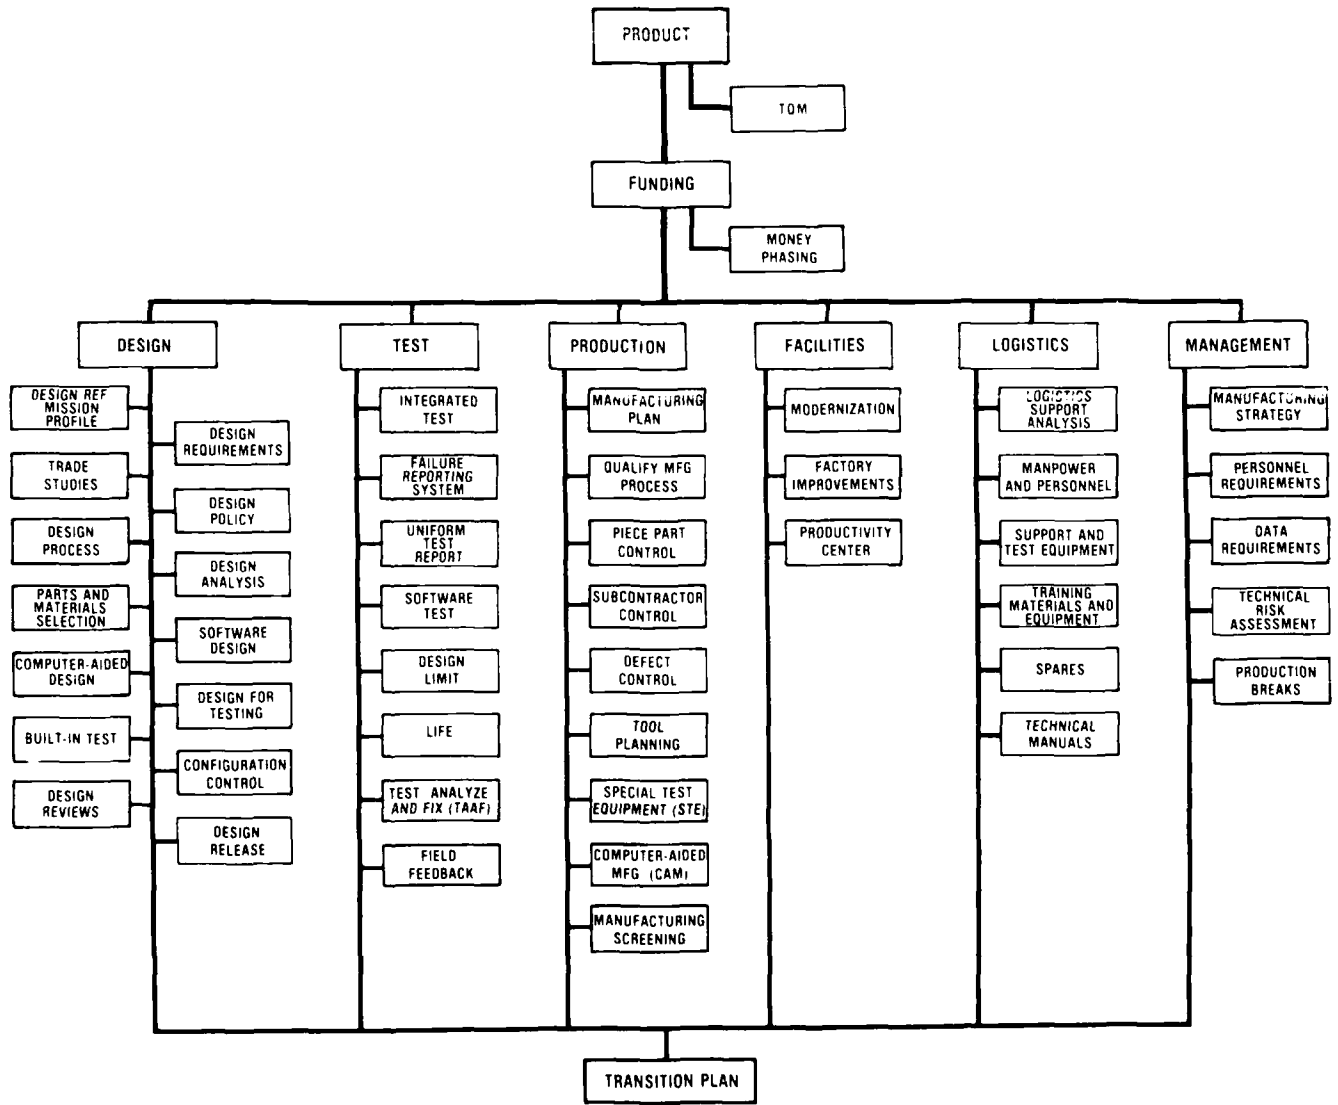 PRODUCT
TQM
FUNDING
MONEY
PHASING
DESIGN
TEST
PRODUCTION
FACILITIES
LOGISTICS
MANAGEMENT
DESIGN REF
MISSION
PROFILE
DESIGN
REQUIREMENTS
TRADE
STUDIES
DESIGN
POLICY
DESIGN
PROCESS
DESIGN
ANALYSIS
PARTS AND
MATERIALS
SELECTION
SOFTWARE
DESIGN
COMPUTER-AIDED
DESIGN
DESIGN FOR
TESTING
BUILT-IN TEST
CONFIGURATION
CONTROL
DESIGN
REVIEWS
DESIGN
RELEASE
INTEGRATED
TEST
FAILURE
REPORTING
SYSTEM
UNIFORM
TEST
REPORT
SOFTWARE
TEST
DESIGN
LIMIT
LIFE
TEST ANALYZE
AND FIX (TAAF)
FIELD
FEEDBACK
MANUFACTURING
PLAN
QUALIFY MFG
PROCESS
PIECE PART
CONTROL
SUBCONTRACTOR
CONTROL
DEFECT
CONTROL
TOOL
PLANNING
SPECIAL TEST
EQUIPMENT (STE)
COMPUTER-AIDED
MFG (CAM)
MANUFACTURING
SCREENING
MODERNIZATION
FACTORY
IMPROVEMENTS
PRODUCTIVITY
CENTER
LOGISTICS
SUPPORT
ANALYSIS
MANPOWER
AND PERSONNEL
SUPPORT AND
TEST EQUIPMENT
TRAINING
MATERIALS AND
EQUIPMENT
SPARES
TECHNICAL
MANUALS
MANUFACTURING
STRATEGY
PERSONNEL
REQUIREMENTS
DATA
REQUIREMENTS
TECHNICAL
RISK
ASSESSMENT
PRODUCTION
BREAKS
TRANSITION PLAN